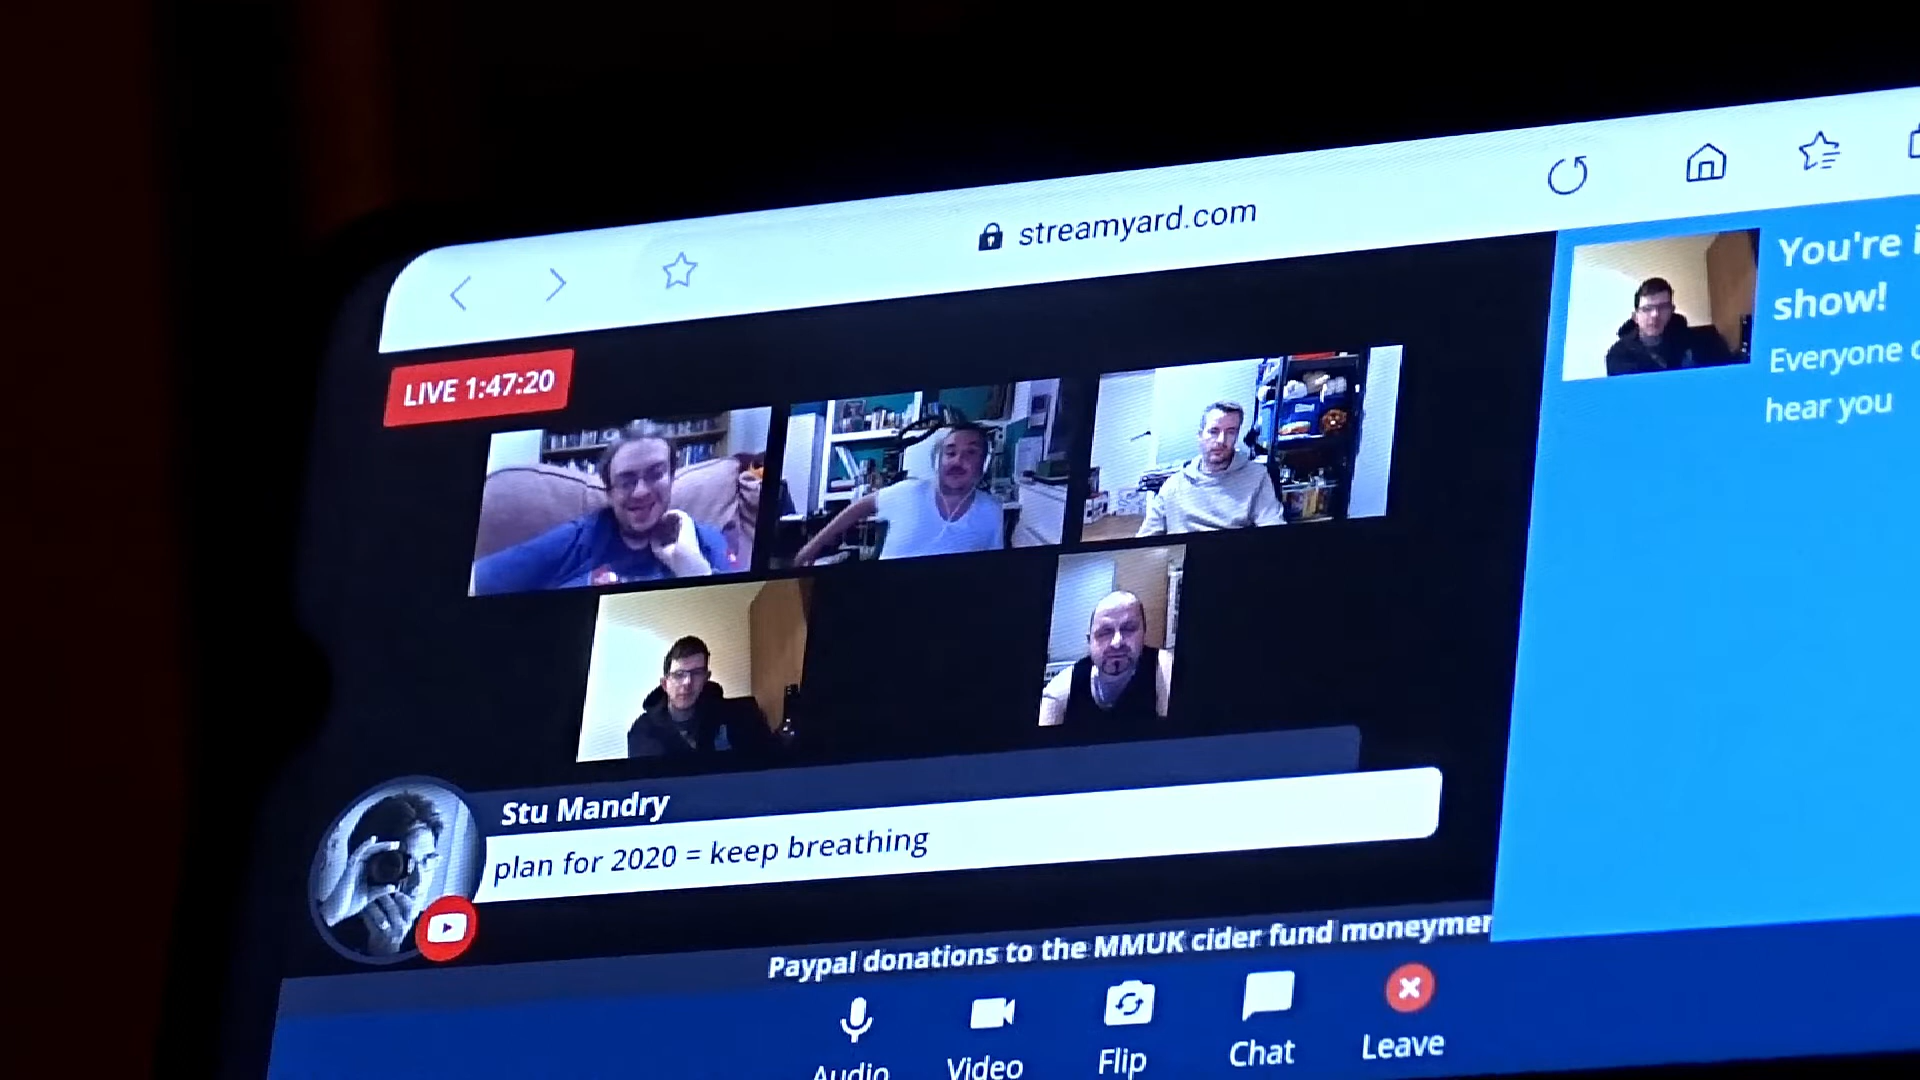 streamyard.com
LIVE 1:47:20
You're i
show!
Everyone
hear you
Stu Mandry
plan for 2020 = keep breathing
Paypal donations to the MMUK cider fund moneymer
Audio
Video
Flip
Chat
Leave